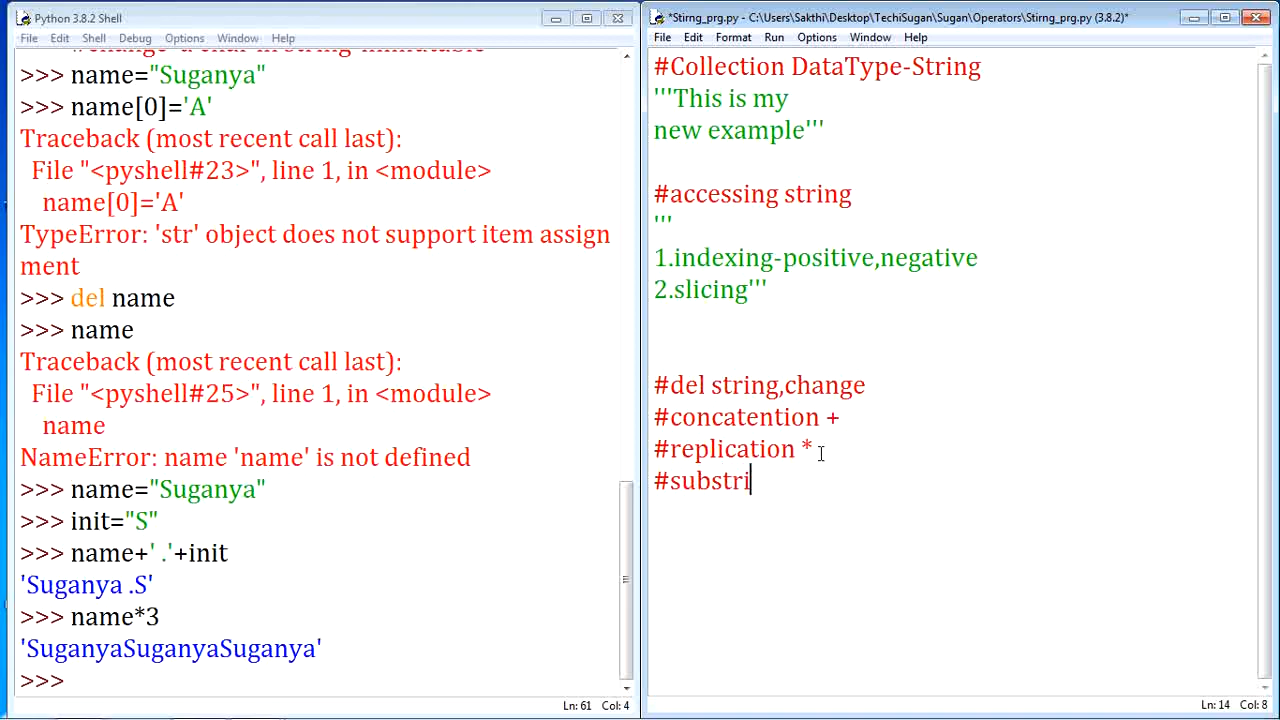 Python 3.8.2 Shell
File Edit Shell Debug Options Window Help
>>> name="Suganya"
>>> name[0]='A'
Traceback (most recent call last):
File "<pyshell#23>", line 1, in <module>
name[0]='A'
TypeError: 'str' object does not support item assign
ment
>>> del name
>>> name
Traceback (most recent call last):
File "<pyshell#25>", line 1, in <module>
name
NameError: name 'name' is not defined
>>> name="Suganya"
>>> init="S"
>>> name+' .'+init
'Suganya .S'
>>> name*3
'SuganyaSuganyaSuganya'
>>>
Ln: 61 Col: 4
*Stirng_prg.py - C:\Users\Sakthi\Desktop\TechiSugan\Sugan\Operators\Stirng_prg.py (3.8.2)*
File Edit Format Run Options Window Help
#Collection DataType-String
'''This is my
new example'''
#accessing string
'''
1.indexing-positive,negative
2.slicing'''
#del string,change
#concatention +
#replication *
#substri
Ln: 14 Col: 8